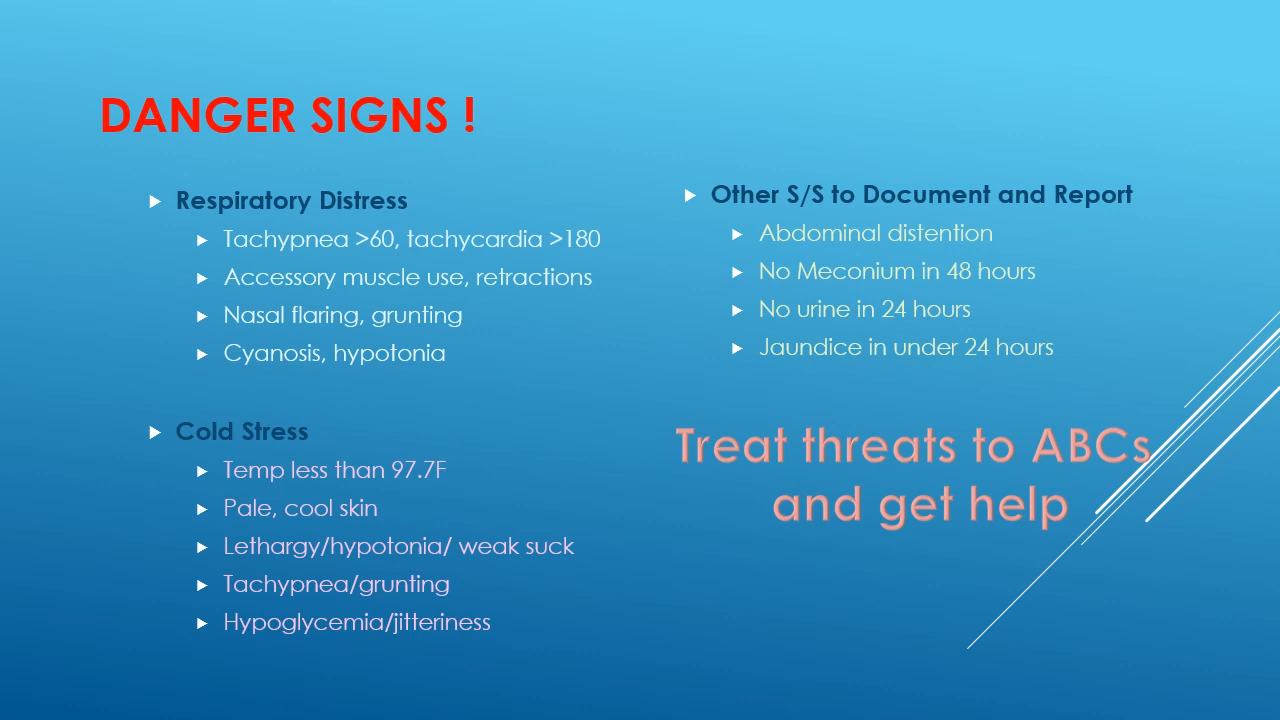 DANGER SIGNS !
Respiratory Distress
Tachypnea >60, tachycardia >180
Accessory muscle use, retractions
Nasal flaring, grunting
Cyanosis, hypotonia
Cold Stress
Temp less than 97.7F
Pale, cool skin
Lethargy/hypotonia/ weak suck
Tachypnea/grunting
Hypoglycemia/jitteriness
Other S/S to Document and Report
Abdominal distention
No Meconium in 48 hours
No urine in 24 hours
Jaundice in under 24 hours
Treat threats to ABCs
and get help